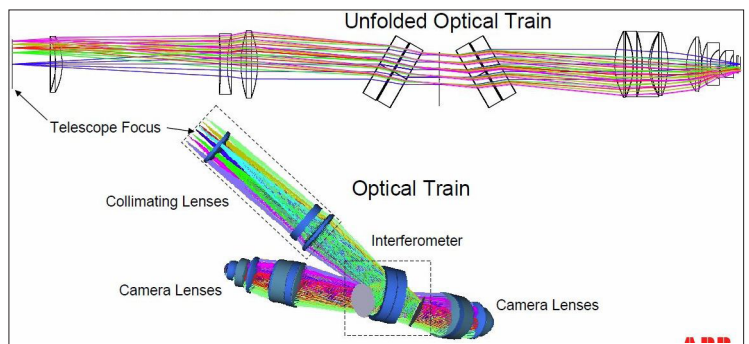 Unfolded Optical Train
Telescope Focus
Optical Train
Collimating Lenses
Interferometer
Camera Lenses
Camera Lenses